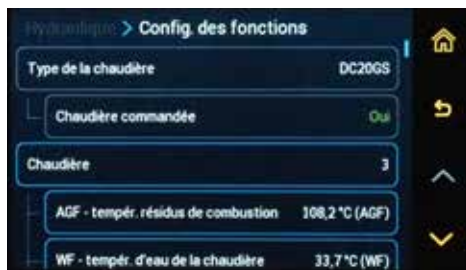 Hydraulique > Config. des fonctions
Type de la chaudière DC20GS
Chaudière commandée Oui
Chaudière 3
AGF - tempér. résidus de combustion 108,2 °C (AGF)
WF - tempér. d'eau de la chaudière 33,7 °C (WF)